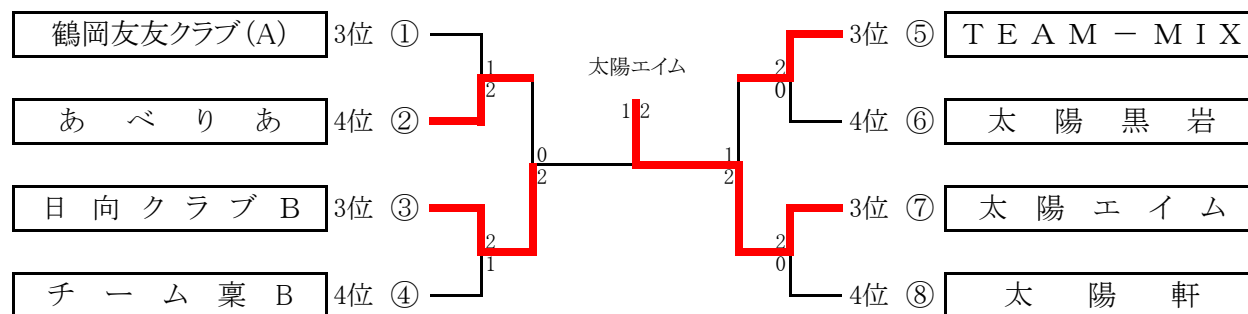 鶴岡友友クラブ(A) 3位 ① 3位 ⑤ TEAM－MIX
1 太陽エイム 2
2 0
あべりあ 4位 ② 1 2 4位 ⑥ 太陽黒岩
0 1
2 2
日向クラブB 3位 ③ 3位 ⑦ 太陽エイム
2 2
1 0
チーム稟B 4位 ④ 4位 ⑧ 太陽軒